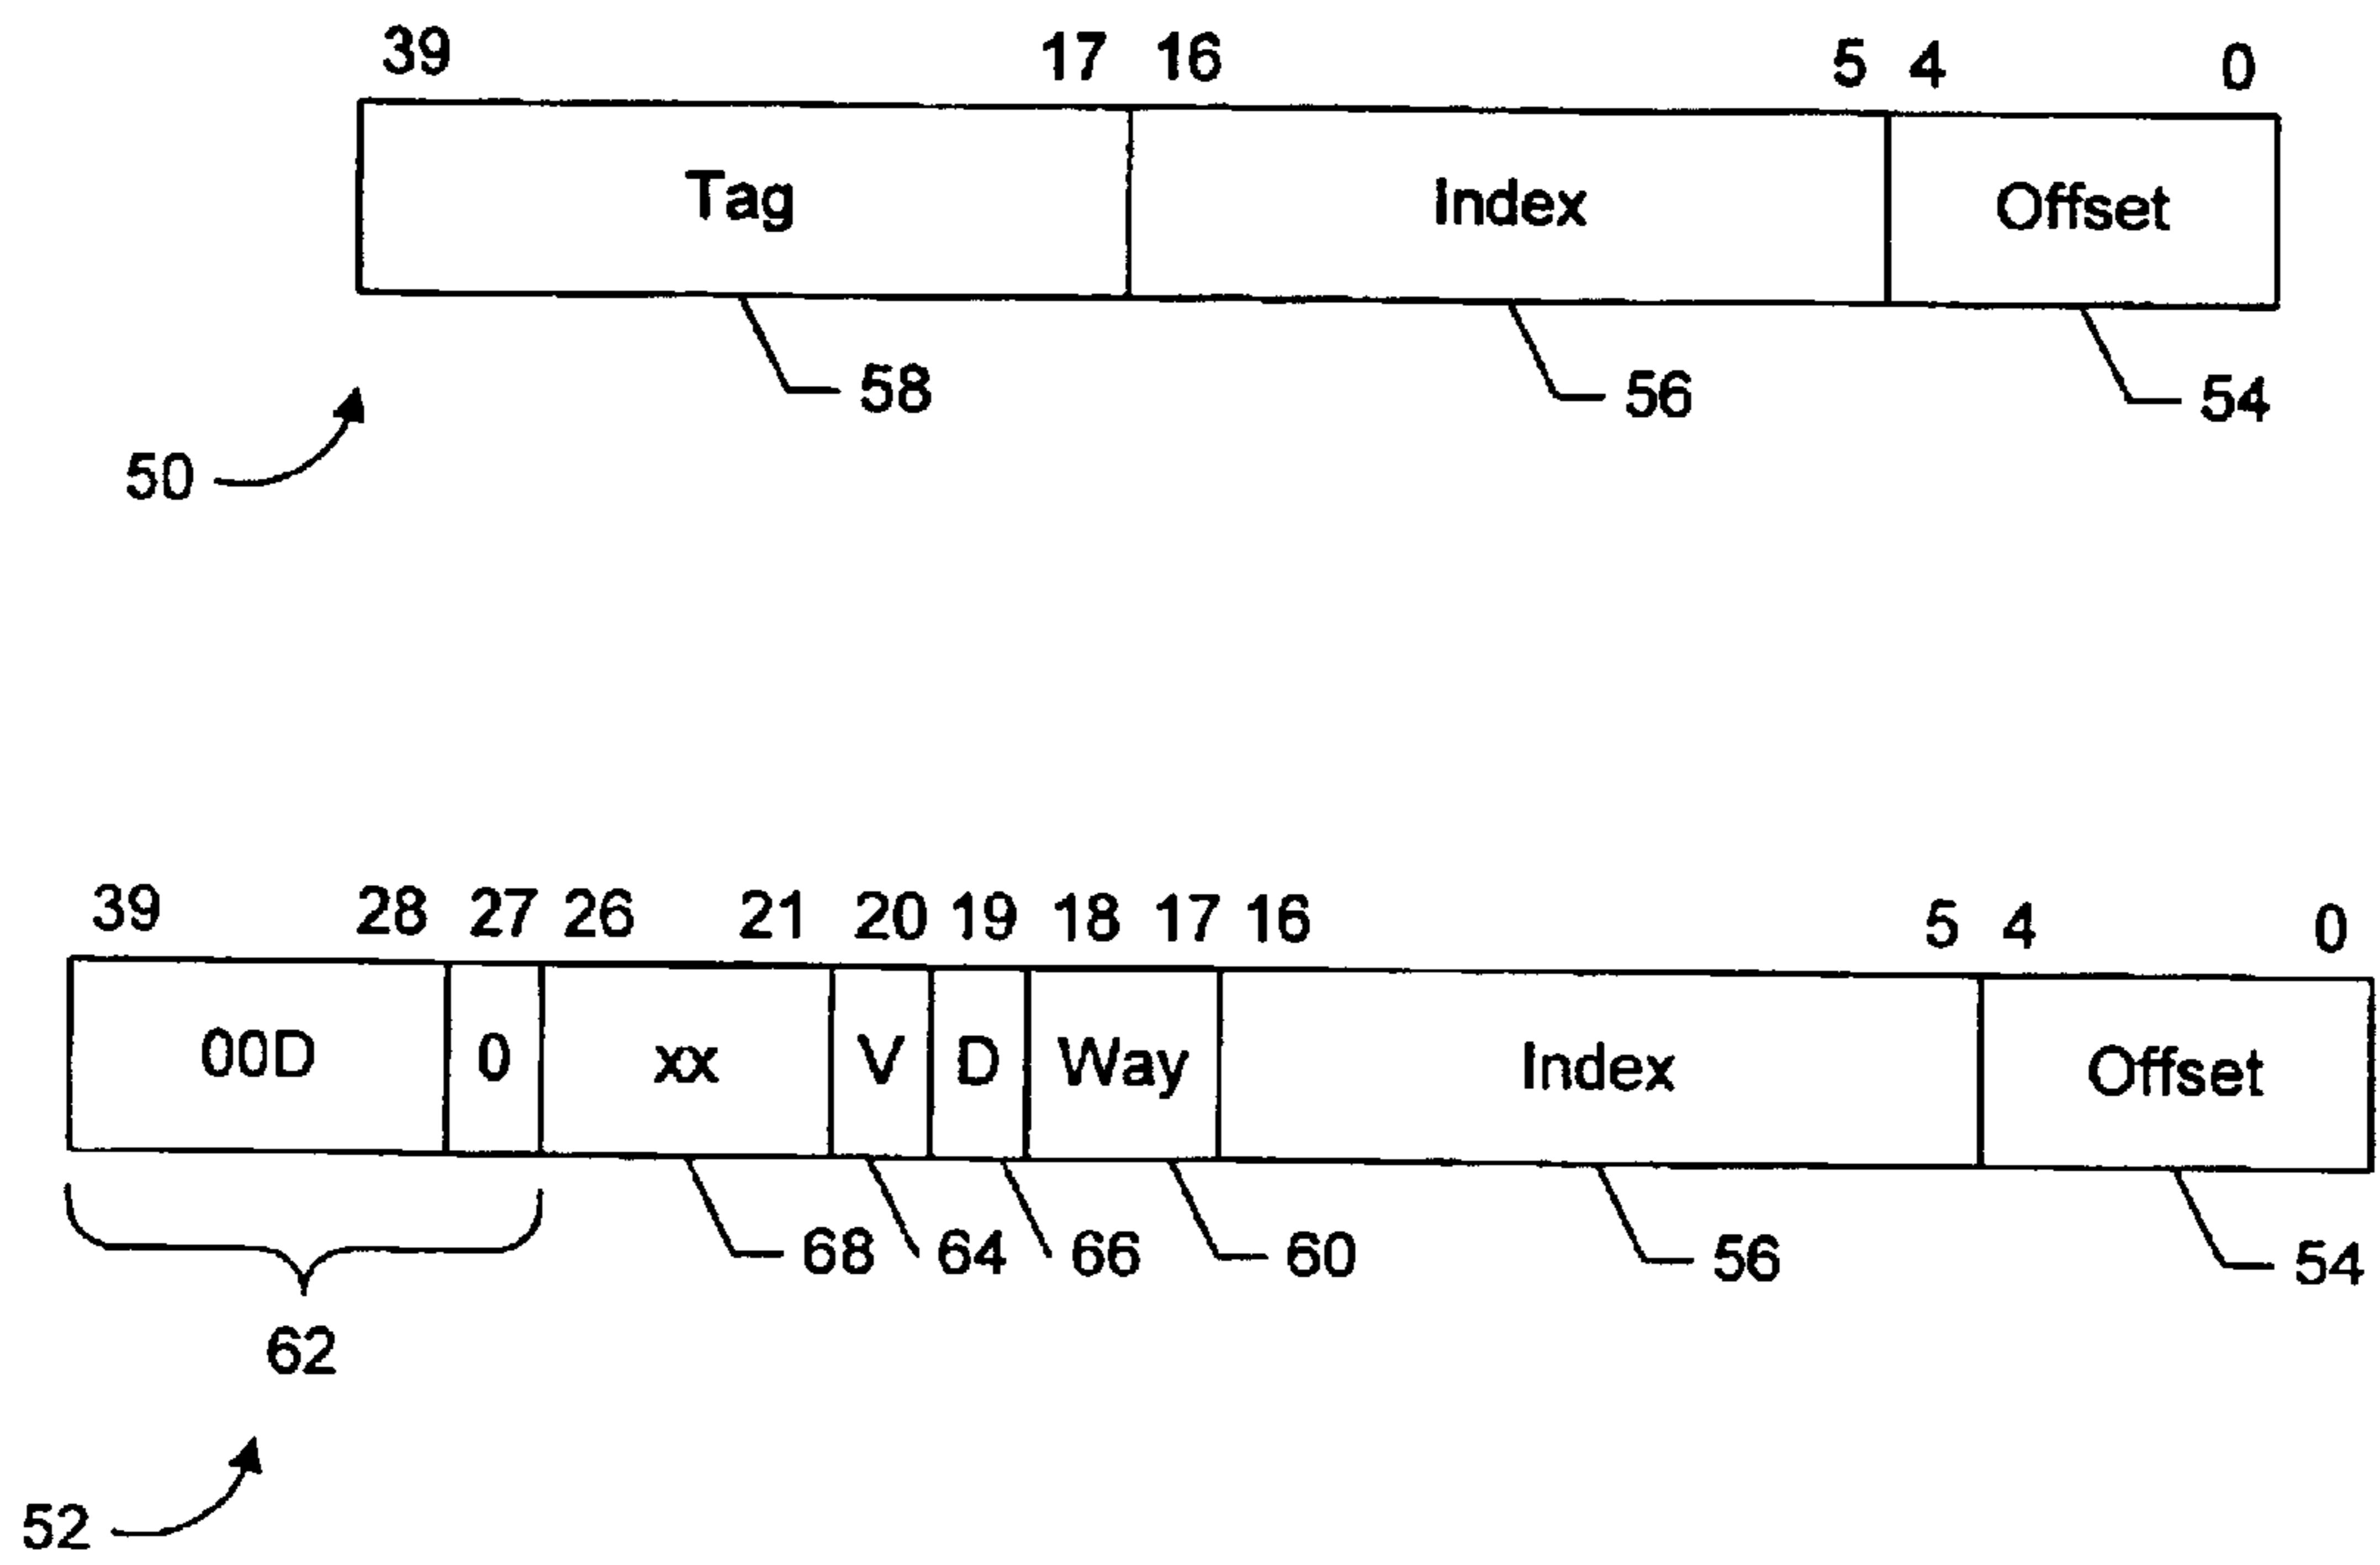 39 17 16 5 4 0
Tag Index Offset
58 56 54
50
39 28 27 26 21 20 19 18 17 16 5 4 0
00D 0 xx V D Way Index Offset
68 64 66 60 56 54
62
52